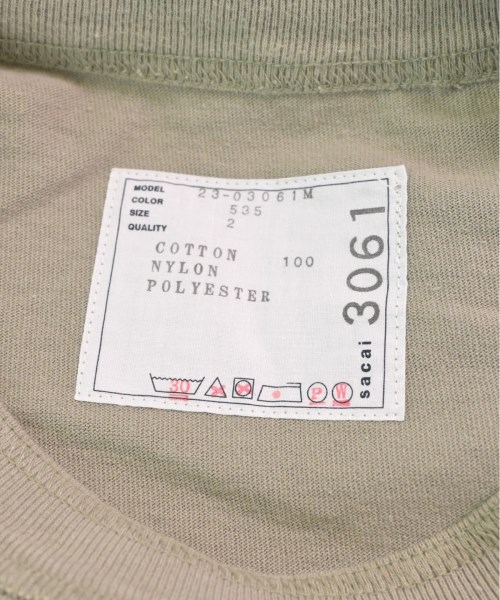 MODEL 23-03061M
COLOR 535
SIZE 2
QUALITY
COTTON 100
NYLON
POLYESTER
30 P W
sacai 3061